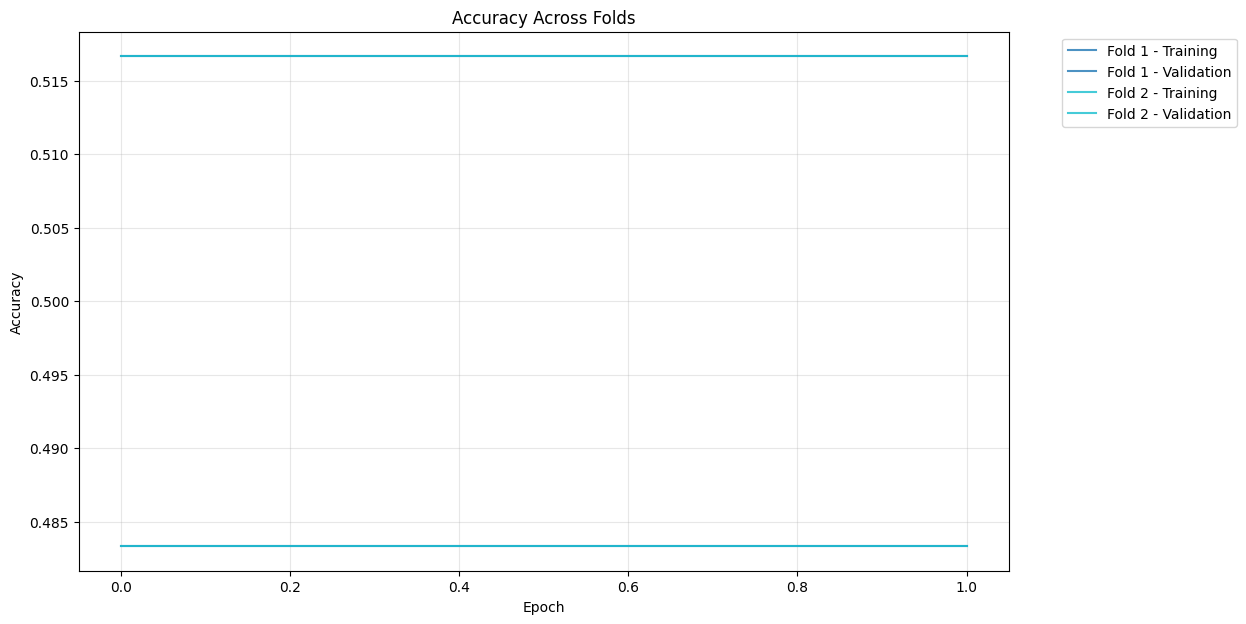 Accuracy Across Folds
Fold 1 - Training
Fold 1 - Validation
Fold 2 - Training
Fold 2 - Validation
Accuracy
0.515
0.510
0.505
0.500
0.495
0.490
0.485
0.0 0.2 0.4 0.6 0.8 1.0
Epoch